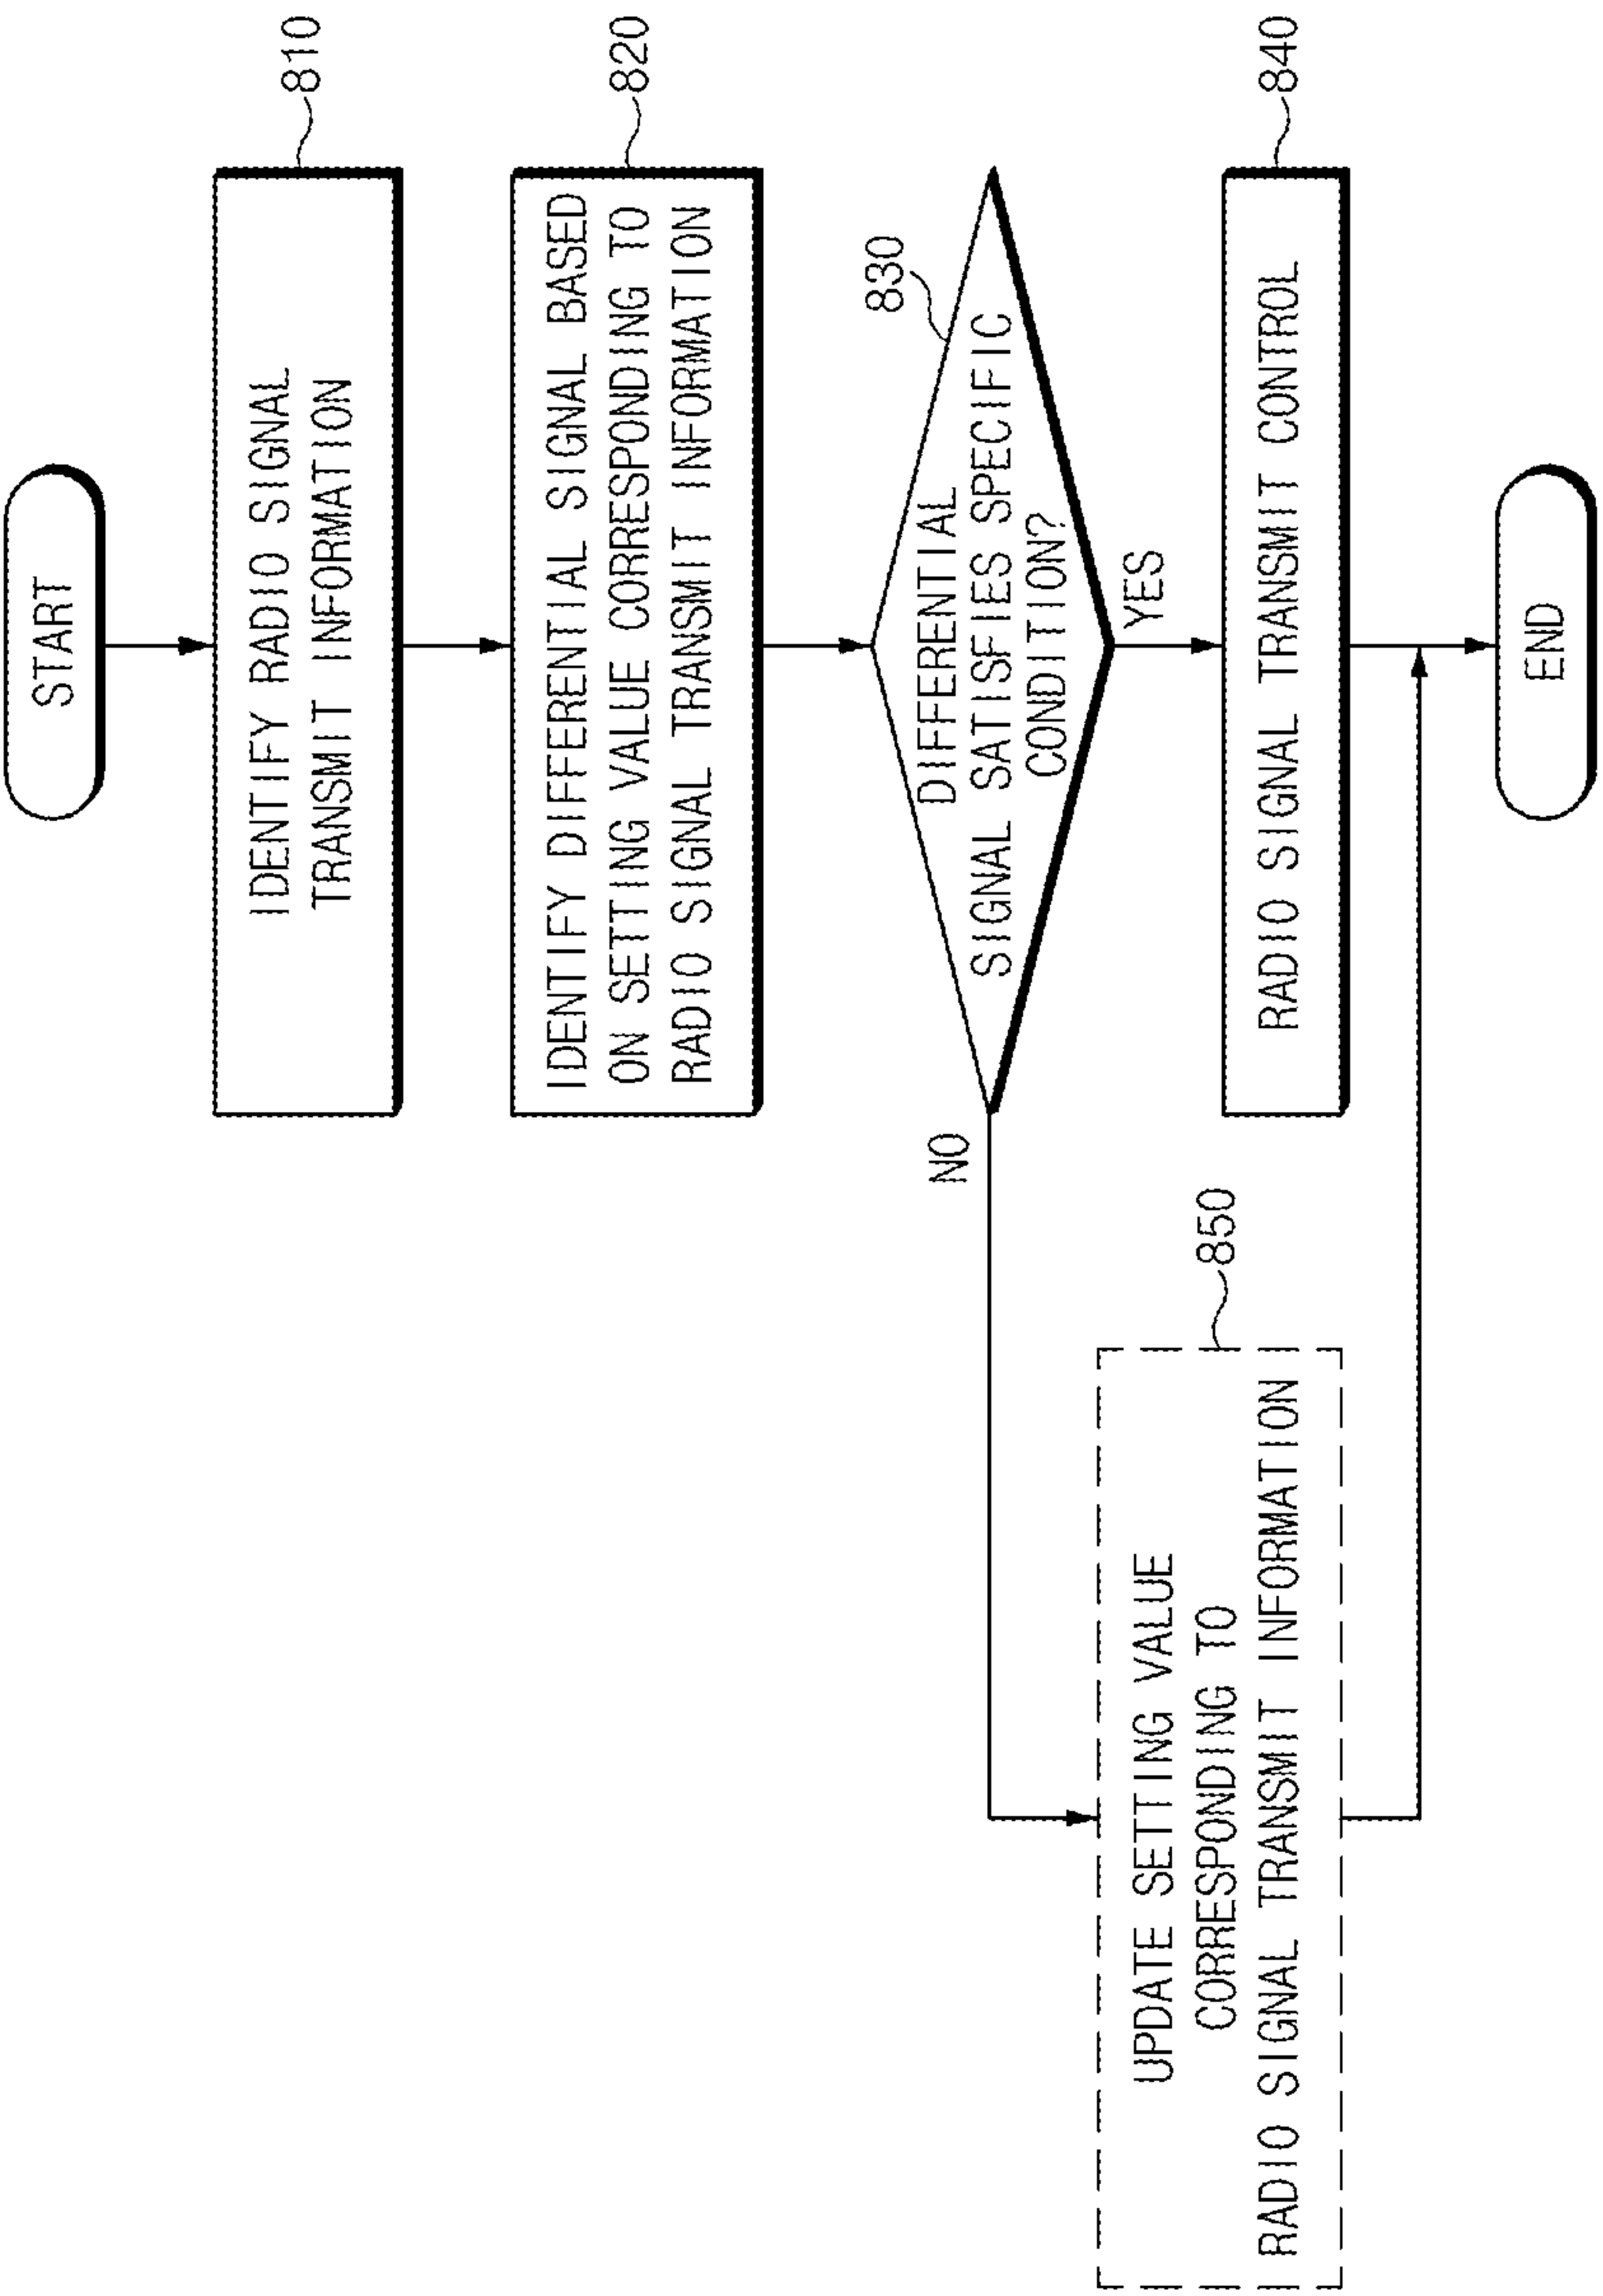 START
IDENTIFY RADIO SIGNAL
TRANSMIT INFORMATION
810
IDENTIFY DIFFERENTIAL SIGNAL BASED
ON SETTING VALUE CORRESPONDING TO
RADIO SIGNAL TRANSMIT INFORMATION
820
830
DIFFERENTIAL
SIGNAL SATISFIES SPECIFIC
CONDITION?
NO
YES
UPDATE SETTING VALUE
CORRESPONDING TO
RADIO SIGNAL TRANSMIT INFORMATION
850
RADIO SIGNAL TRANSMIT CONTROL
840
END